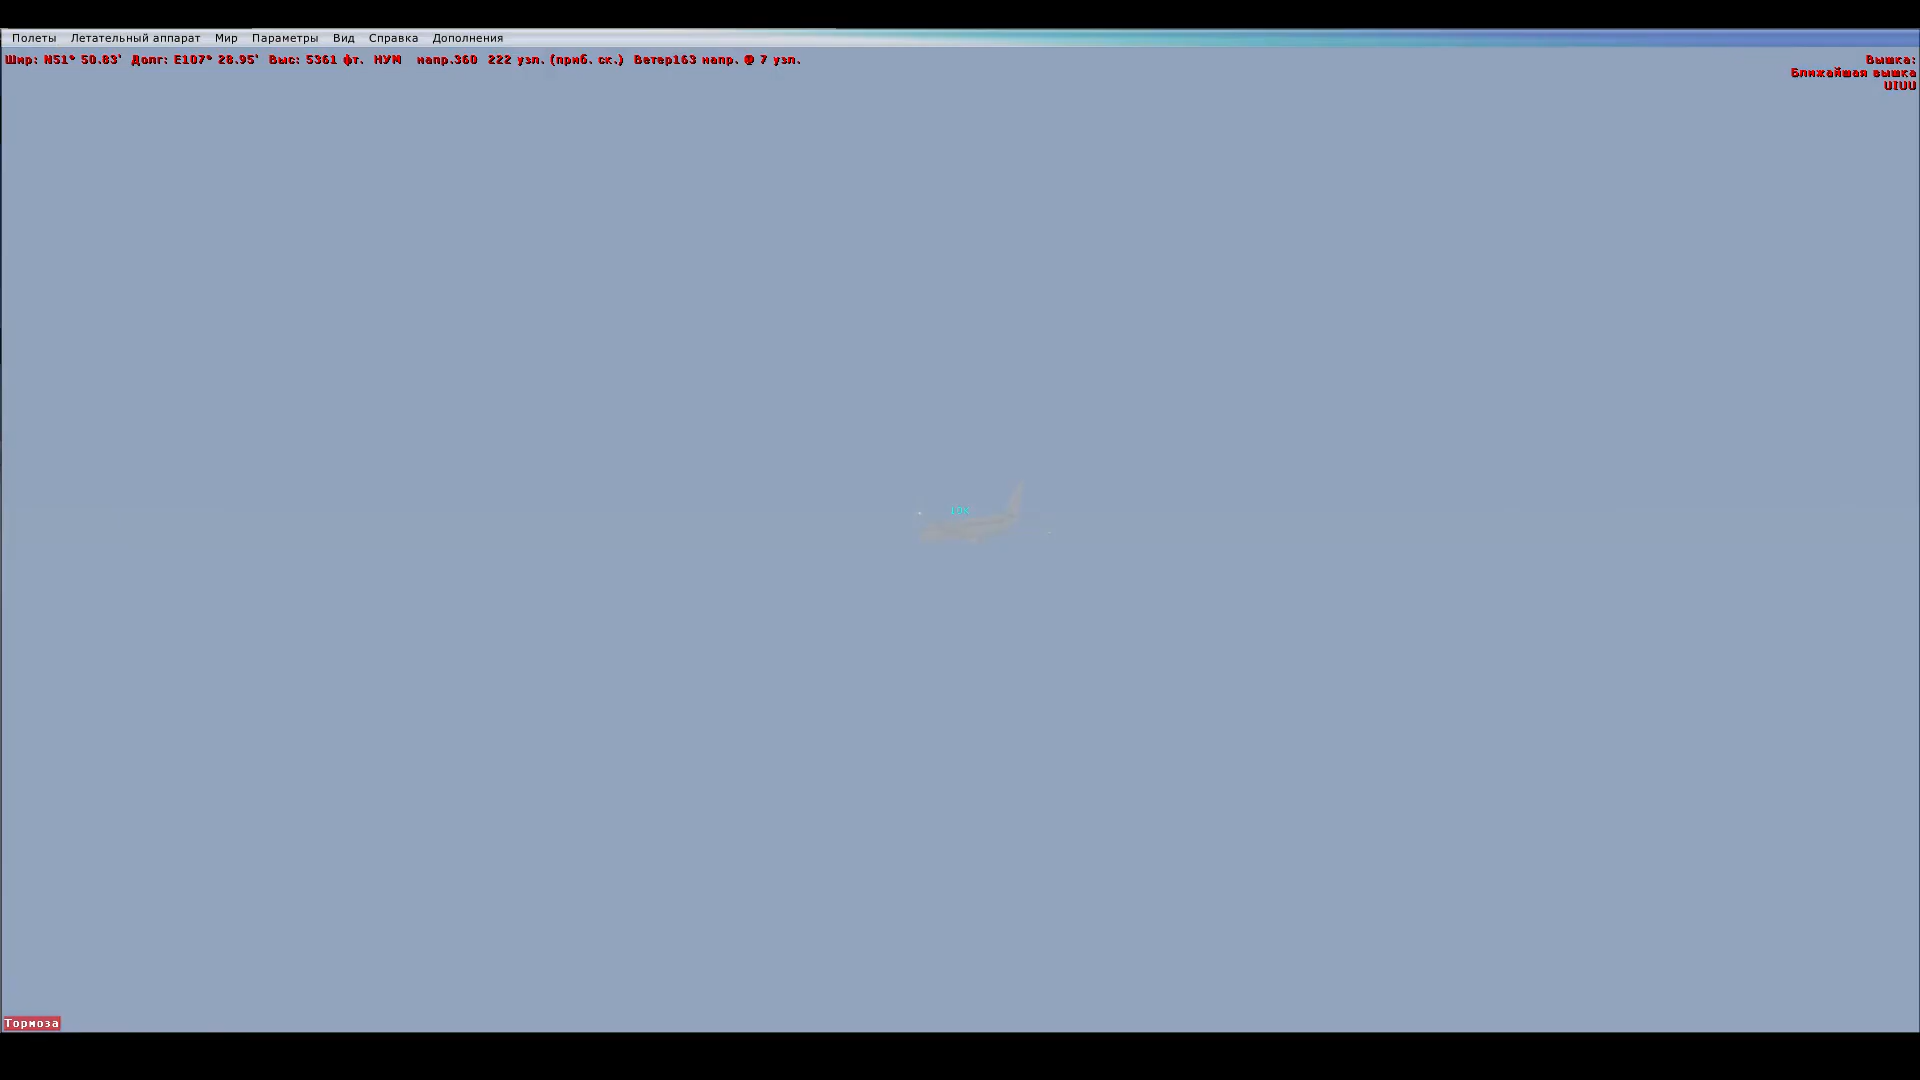 Полеты Летательный аппарат Мир Параметры Вид Справка Дополнения
Шир: N51° 50.83' Долг: E107° 28.95' Выс: 5361 фт. НУМ напр.360 222 узл. (приб. ск.) Ветер163 напр. @ 7 узл.
Вышка:
Ближайшая вышка
UIUU
Тормоза